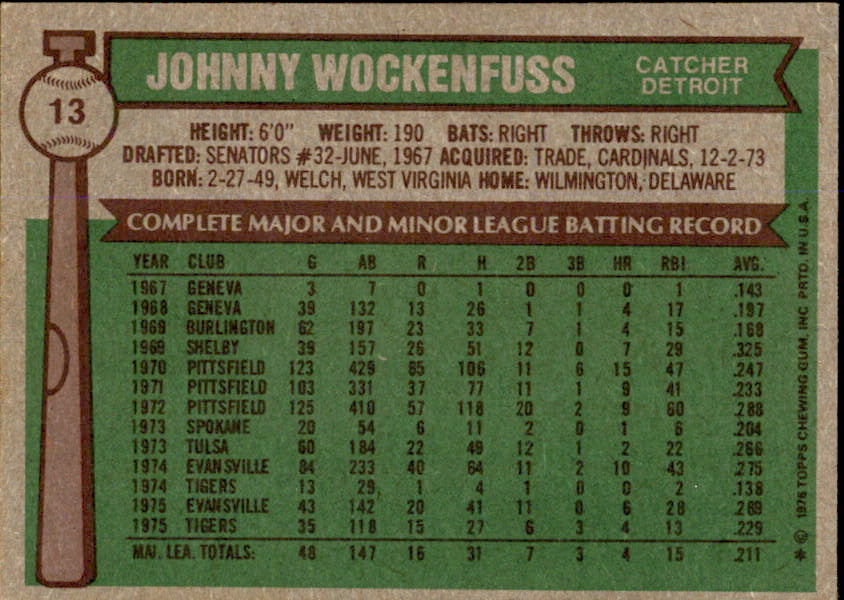 13
JOHNNY WOCKENFUSS
CATCHER
DETROIT
HEIGHT: 6'0" WEIGHT: 190 BATS: RIGHT THROWS: RIGHT
DRAFTED: SENATORS #32-JUNE, 1967 ACQUIRED: TRADE, CARDINALS, 12-2-73
BORN: 2-27-49, WELCH, WEST VIRGINIA HOME: WILMINGTON, DELAWARE
COMPLETE MAJOR AND MINOR LEAGUE BATTING RECORD
YEAR CLUB G AB R H 2B 3B HR RBI AVG.
1967 GENEVA 3 7 0 1 0 0 0 1 .143
1968 GENEVA 39 132 13 26 1 1 4 17 .197
1969 BURLINGTON 62 197 23 33 7 1 4 15 .168
1969 SHELBY 39 157 26 51 12 0 7 29 .325
1970 PITTSFIELD 123 429 65 106 11 6 15 47 .247
1971 PITTSFIELD 103 331 37 77 11 1 9 41 .233
1972 PITTSFIELD 125 410 57 118 20 2 9 60 .288
1973 SPOKANE 20 54 6 11 2 0 1 6 .204
1973 TULSA 60 184 22 49 12 1 2 22 .266
1974 EVANSVILLE 84 233 40 64 11 2 10 43 .275
1974 TIGERS 13 29 1 4 1 0 0 2 .138
1975 EVANSVILLE 43 142 20 41 11 0 6 28 .289
1975 TIGERS 35 118 15 27 6 3 4 13 .229
MAJ. LEA. TOTALS: 48 147 16 31 7 3 4 15 .211
* © 1976 TOPPS CHEWING GUM, INC. PRTD. IN U.S.A.